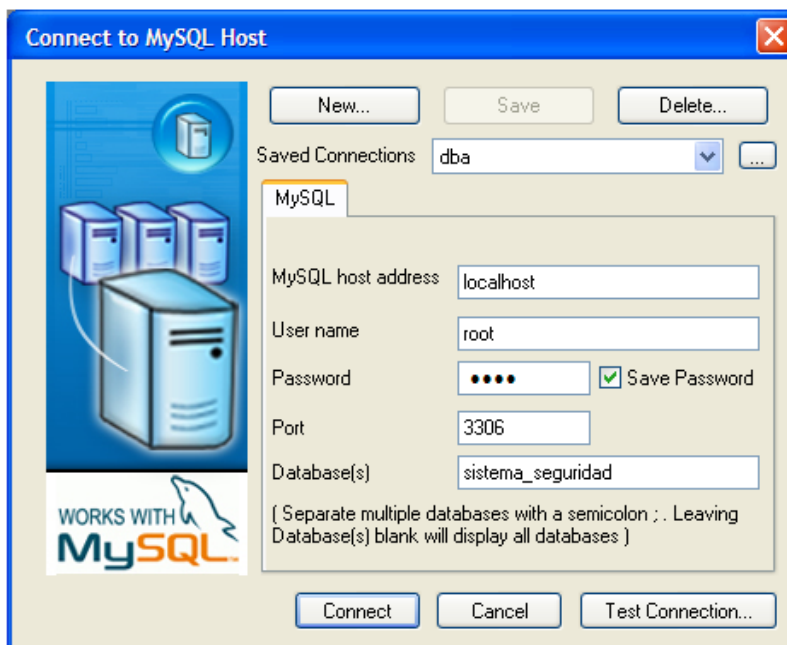 Connect to MySQL Host
New... Save Delete...
Saved Connections dba ...
MySQL
MySQL host address localhost
User name root
Password •••• Save Password
Port 3306
Database(s) sistema_seguridad
( Separate multiple databases with a semicolon ; . Leaving
Database(s) blank will display all databases )
WORKS WITH
MySQL™
Connect Cancel Test Connection...